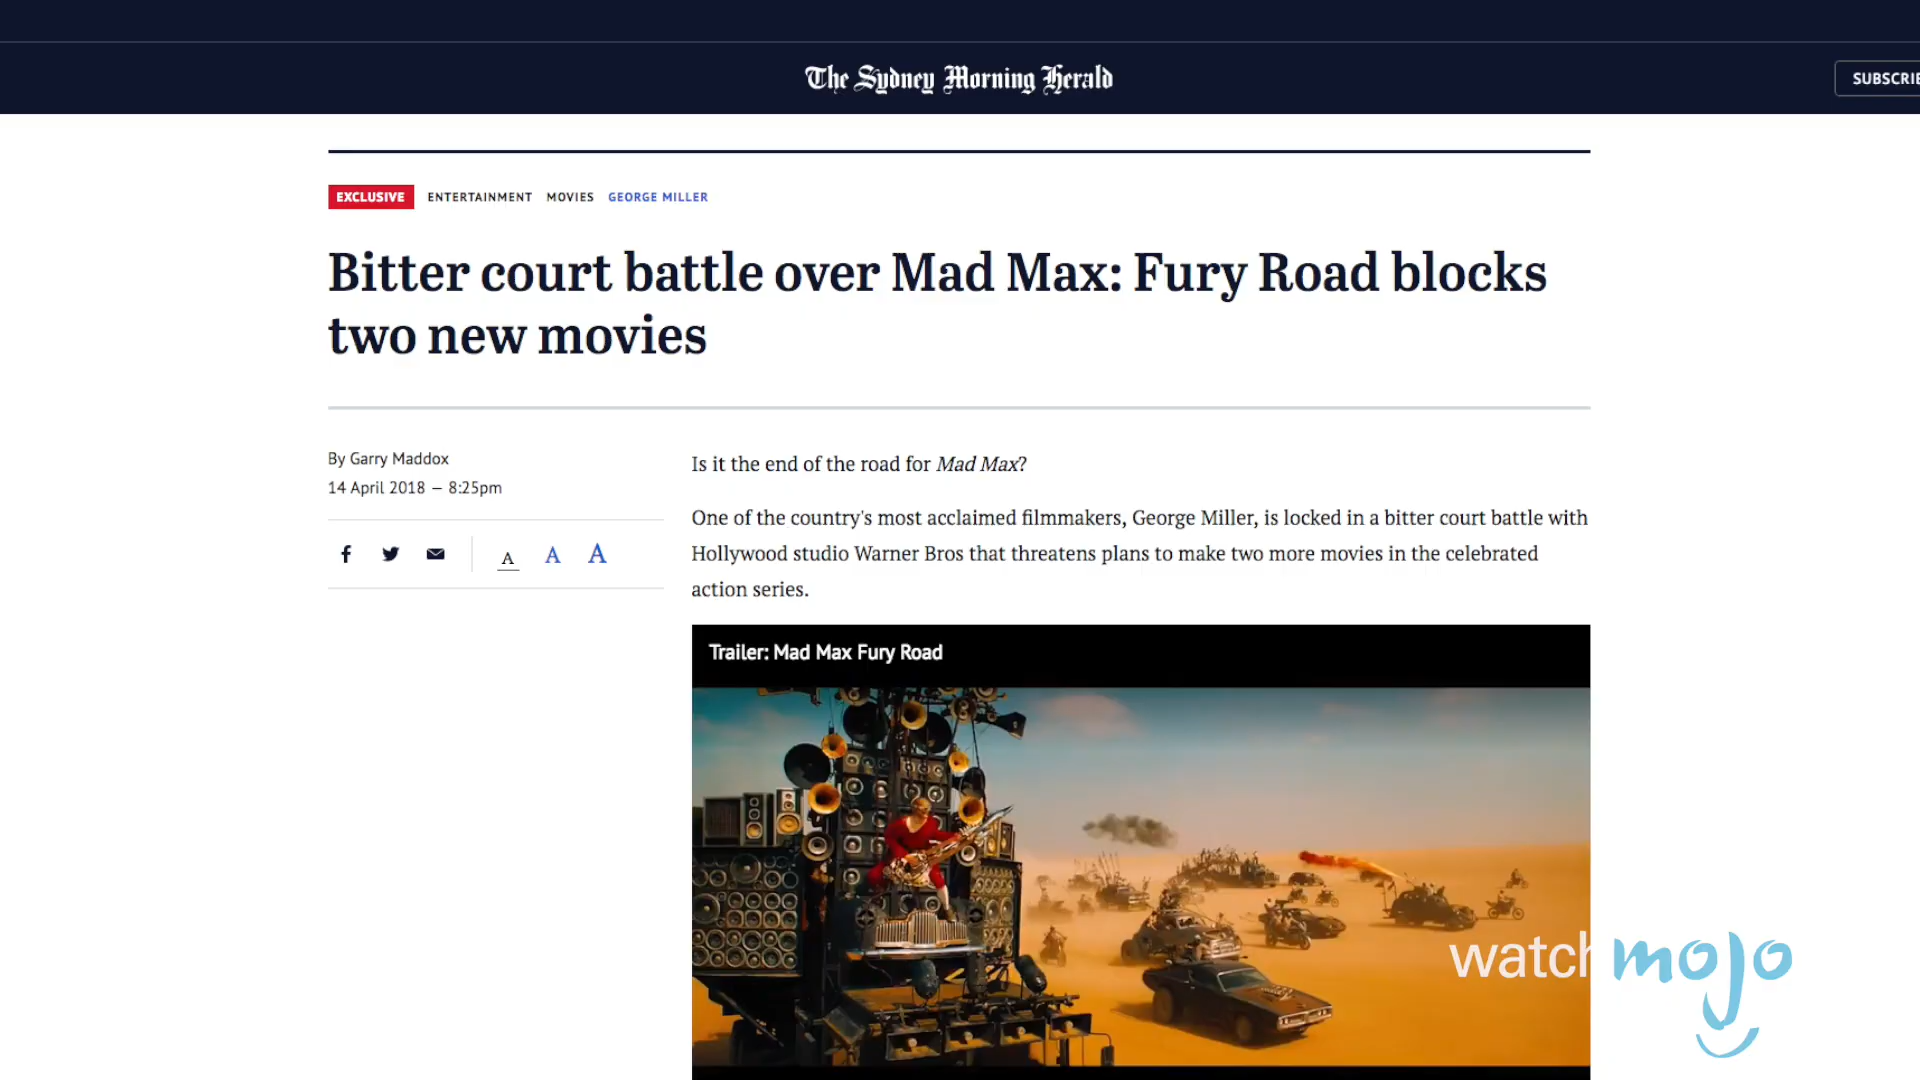 The Sydney Morning Herald
SUBSCRIBE
EXCLUSIVE ENTERTAINMENT MOVIES GEORGE MILLER
Bitter court battle over Mad Max: Fury Road blocks
two new movies
By Garry Maddox
14 April 2018 — 8:25pm
A A A
Is it the end of the road for Mad Max?
One of the country's most acclaimed filmmakers, George Miller, is locked in a bitter court battle with
Hollywood studio Warner Bros that threatens plans to make two more movies in the celebrated
action series.
Trailer: Mad Max Fury Road
watchmojo